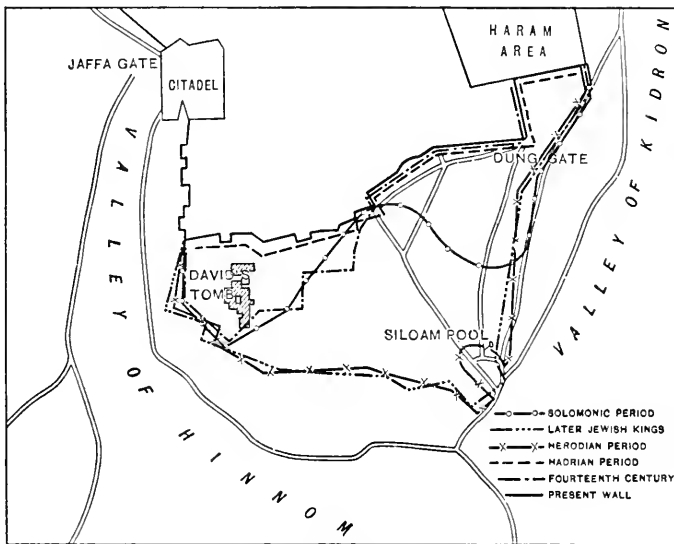 HARAM
AREA
JAFFA GATE
CITADEL
VALLEY OF KIDRON
DUNG GATE
VALLEY OF HINNOM
DAVID'S
TOMB
SILOAM POOL
SOLOMONIC PERIOD
LATER JEWISH KINGS
HERODIAN PERIOD
HADRIAN PERIOD
FOURTEENTH CENTURY
PRESENT WALL